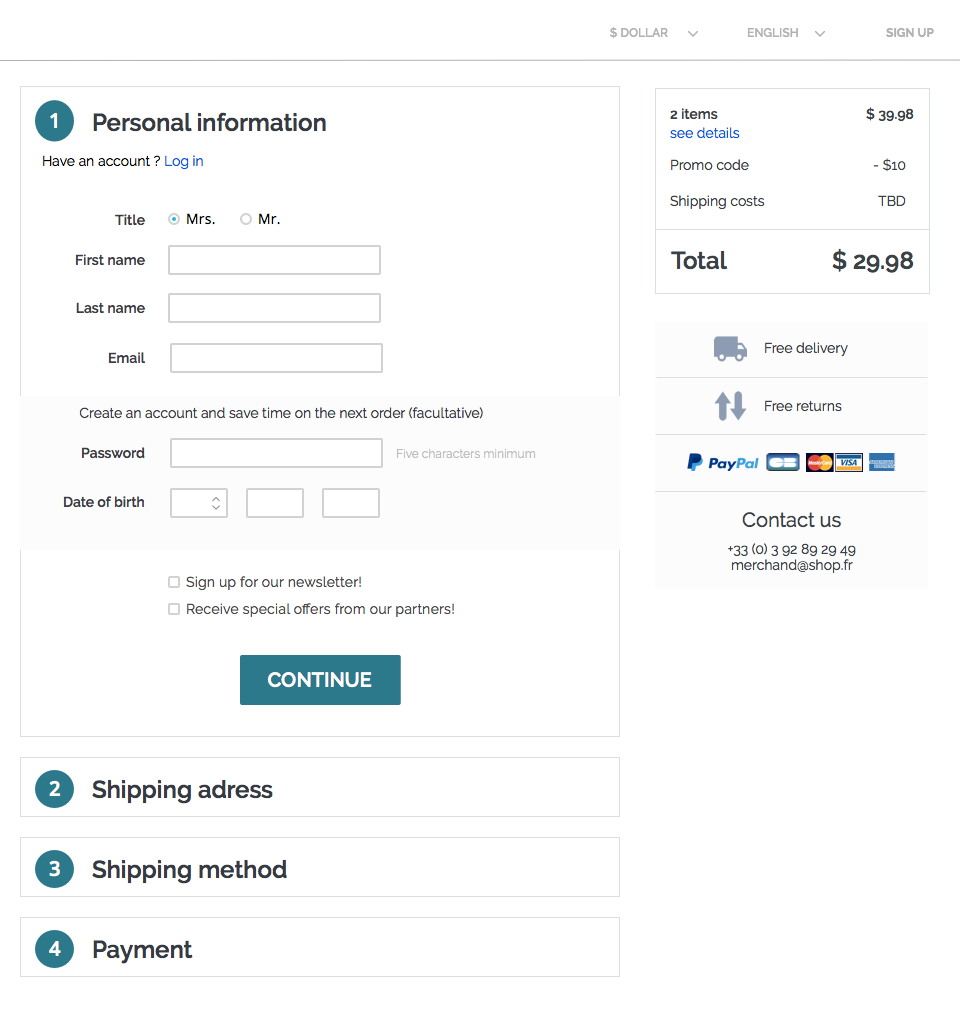 $ DOLLAR ENGLISH SIGN UP
1 Personal information
Have an account ? Log in
Title Mrs. Mr.
First name
Last name
Email
Create an account and save time on the next order (facultative)
Password Five characters minimum
Date of birth
Sign up for our newsletter!
Receive special offers from our partners!
CONTINUE
2 Shipping adress
3 Shipping method
4 Payment
2 items $ 39.98
see details
Promo code - $10
Shipping costs TBD
Total $ 29.98
Free delivery
Free returns
PayPal CB MasterCard VISA AMERICAN EXPRESS
Contact us
+33 (0) 3 92 89 29 49
merchand@shop.fr